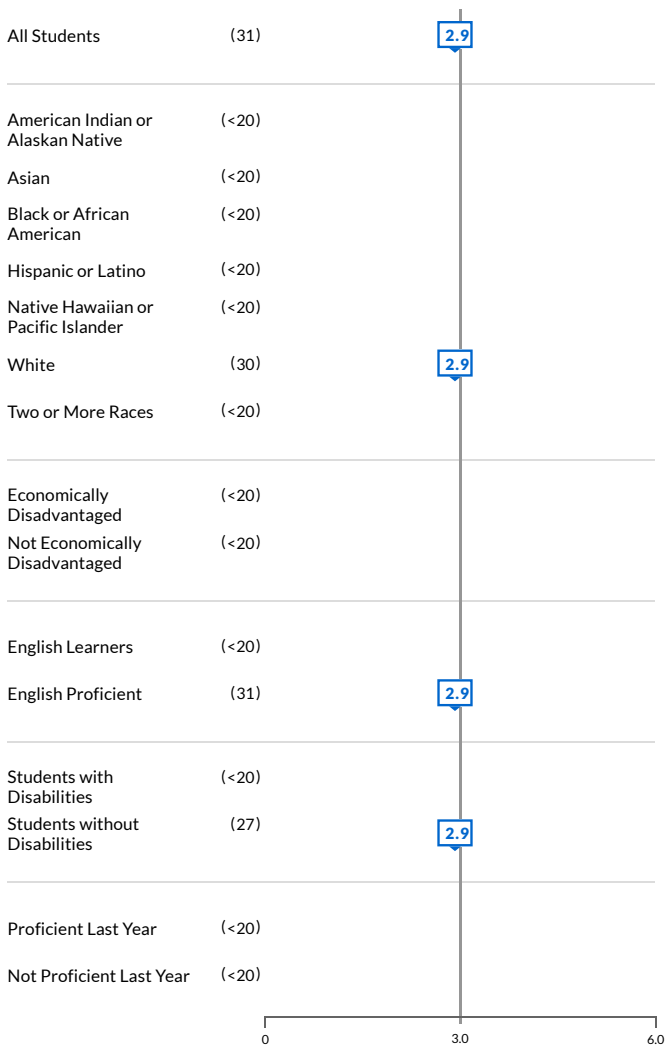 All Students (31) 2.9
American Indian or (<20)
Alaskan Native
Asian (<20)
Black or African (<20)
American
Hispanic or Latino (<20)
Native Hawaiian or (<20)
Pacific Islander
White (30) 2.9
Two or More Races (<20)
Economically (<20)
Disadvantaged
Not Economically (<20)
Disadvantaged
English Learners (<20)
English Proficient (31) 2.9
Students with (<20)
Disabilities
Students without (27) 2.9
Disabilities
Proficient Last Year (<20)
Not Proficient Last Year (<20)
0 3.0 6.0